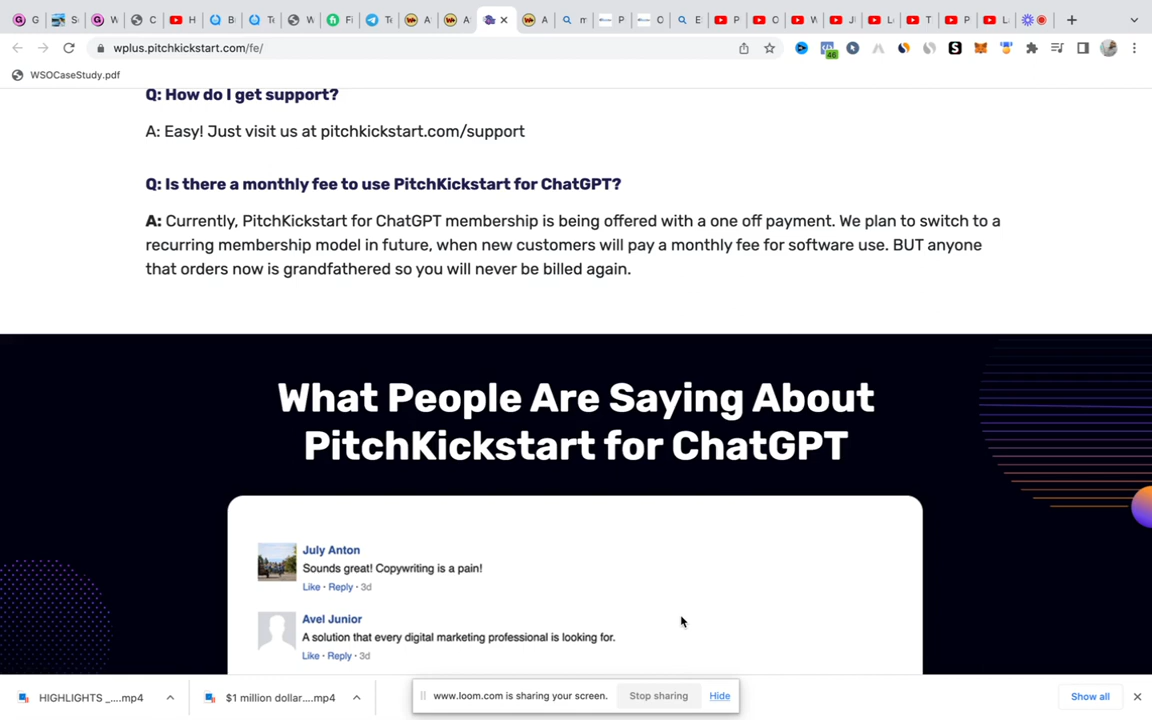 G
S
W
C
H
B
Te
W
Fi
Te
A
A
A
m
P
O
E
P
O
W
JI
L
T
P
L
wplus.pitchkickstart.com/fe/
46
S
WSOCaseStudy.pdf
Q: How do I get support?
A: Easy! Just visit us at pitchkickstart.com/support
Q: Is there a monthly fee to use PitchKickstart for ChatGPT?
A: Currently, PitchKickstart for ChatGPT membership is being offered with a one off payment. We plan to switch to a
recurring membership model in future, when new customers will pay a monthly fee for software use. BUT anyone
that orders now is grandfathered so you will never be billed again.
What People Are Saying About
PitchKickstart for ChatGPT
July Anton
Sounds great! Copywriting is a pain!
Like · Reply · 3d
Avel Junior
A solution that every digital marketing professional is looking for.
Like · Reply · 3d
HIGHLIGHTS _....mp4
$1 million dollar....mp4
www.loom.com is sharing your screen.
Stop sharing
Hide
Show all